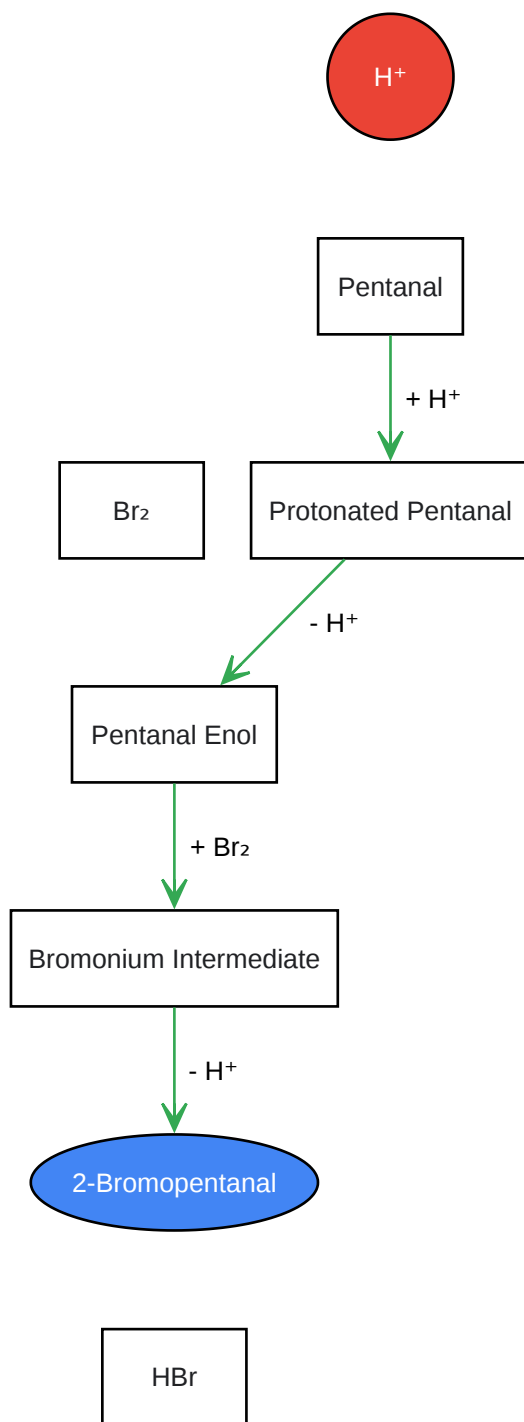 H⁺
Pentanal
+ H⁺
Br₂
Protonated Pentanal
- H⁺
Pentanal Enol
+ Br₂
Bromonium Intermediate
- H⁺
2-Bromopentanal
HBr